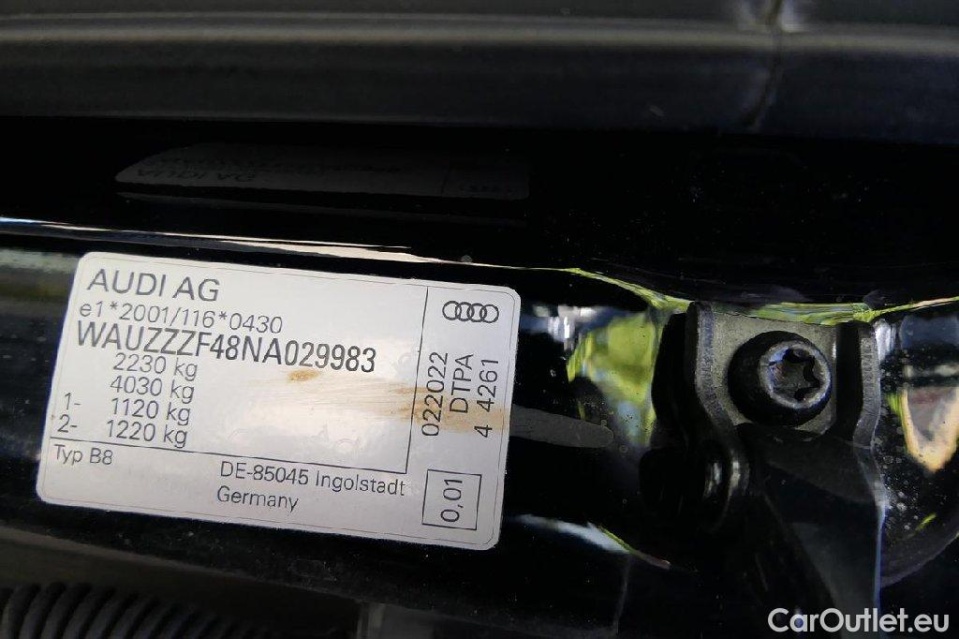 AUDI AG
e1*2001/116*0430
WAUZZZF48NA029983
2230 kg
4030 kg
1- 1120 kg
2- 1220 kg
Typ B8
DE-85045 Ingolstadt
Germany
022022
DTPA
4 4261
0,01
CarOutlet.eu